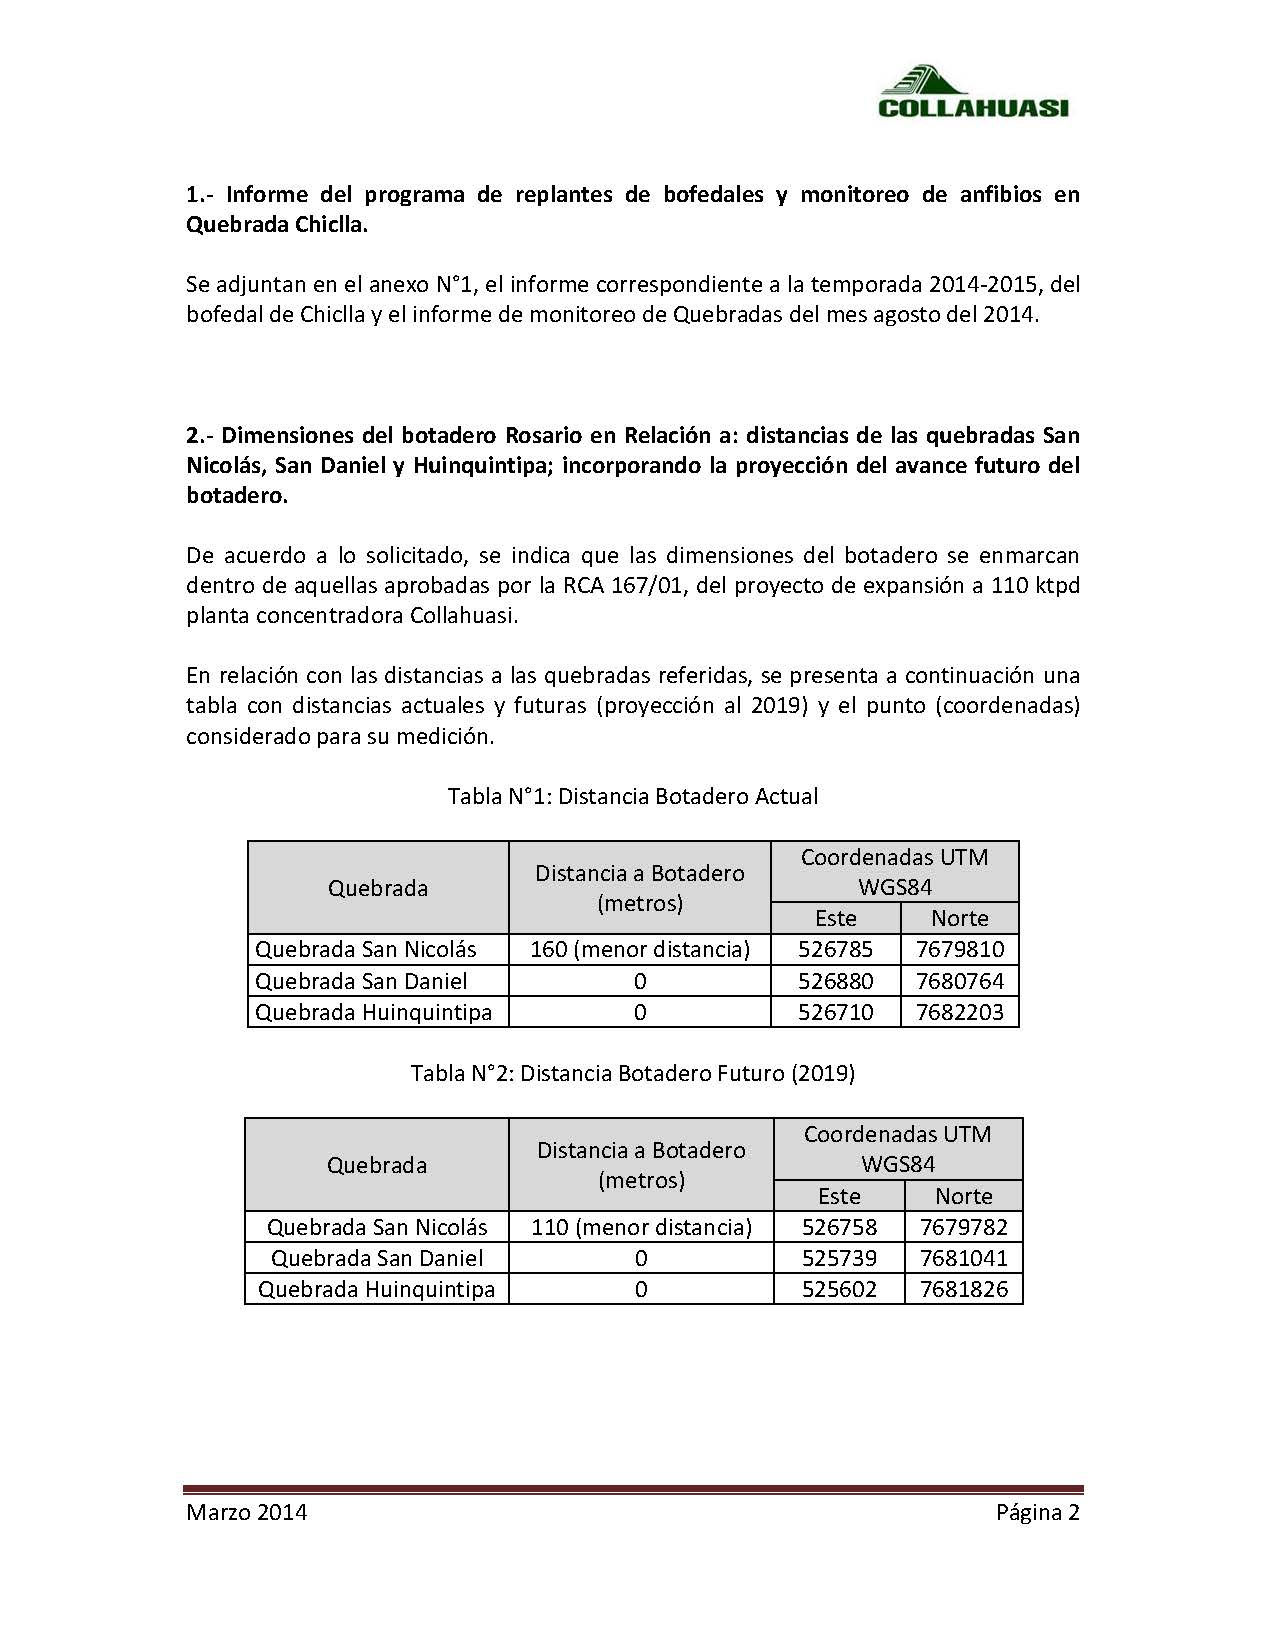 COLLAHUASI
1.- Informe del programa de replantes de bofedales y monitoreo de anfibios en
Quebrada Chiclla.
Se adjuntan en el anexo N°1, el informe correspondiente a la temporada 2014-2015, del
bofedal de Chiclla y el informe de monitoreo de Quebradas del mes agosto del 2014.
2.- Dimensiones del botadero Rosario en Relación a: distancias de las quebradas San
Nicolás, San Daniel y Huinquintipa; incorporando la proyección del avance futuro del
botadero.
De acuerdo a lo solicitado, se indica que las dimensiones del botadero se enmarcan
dentro de aquellas aprobadas por la RCA 167/01, del proyecto de expansión a 110 ktpd
planta concentradora Collahuasi.
En relación con las distancias a las quebradas referidas, se presenta a continuación una
tabla con distancias actuales y futuras (proyección al 2019) y el punto (coordenadas)
considerado para su medición.
Tabla N°1: Distancia Botadero Actual
Quebrada
Distancia a Botadero
(metros)
Coordenadas UTM
WGS84
Este Norte
Quebrada San Nicolás 160 (menor distancia) 526785 7679810
Quebrada San Daniel 0 526880 7680764
Quebrada Huinquintipa 0 526710 7682203
Tabla N°2: Distancia Botadero Futuro (2019)
Quebrada
Distancia a Botadero
(metros)
Coordenadas UTM
WGS84
Este Norte
Quebrada San Nicolás 110 (menor distancia) 526758 7679782
Quebrada San Daniel 0 525739 7681041
Quebrada Huinquintipa 0 525602 7681826
Marzo 2014 Página 2